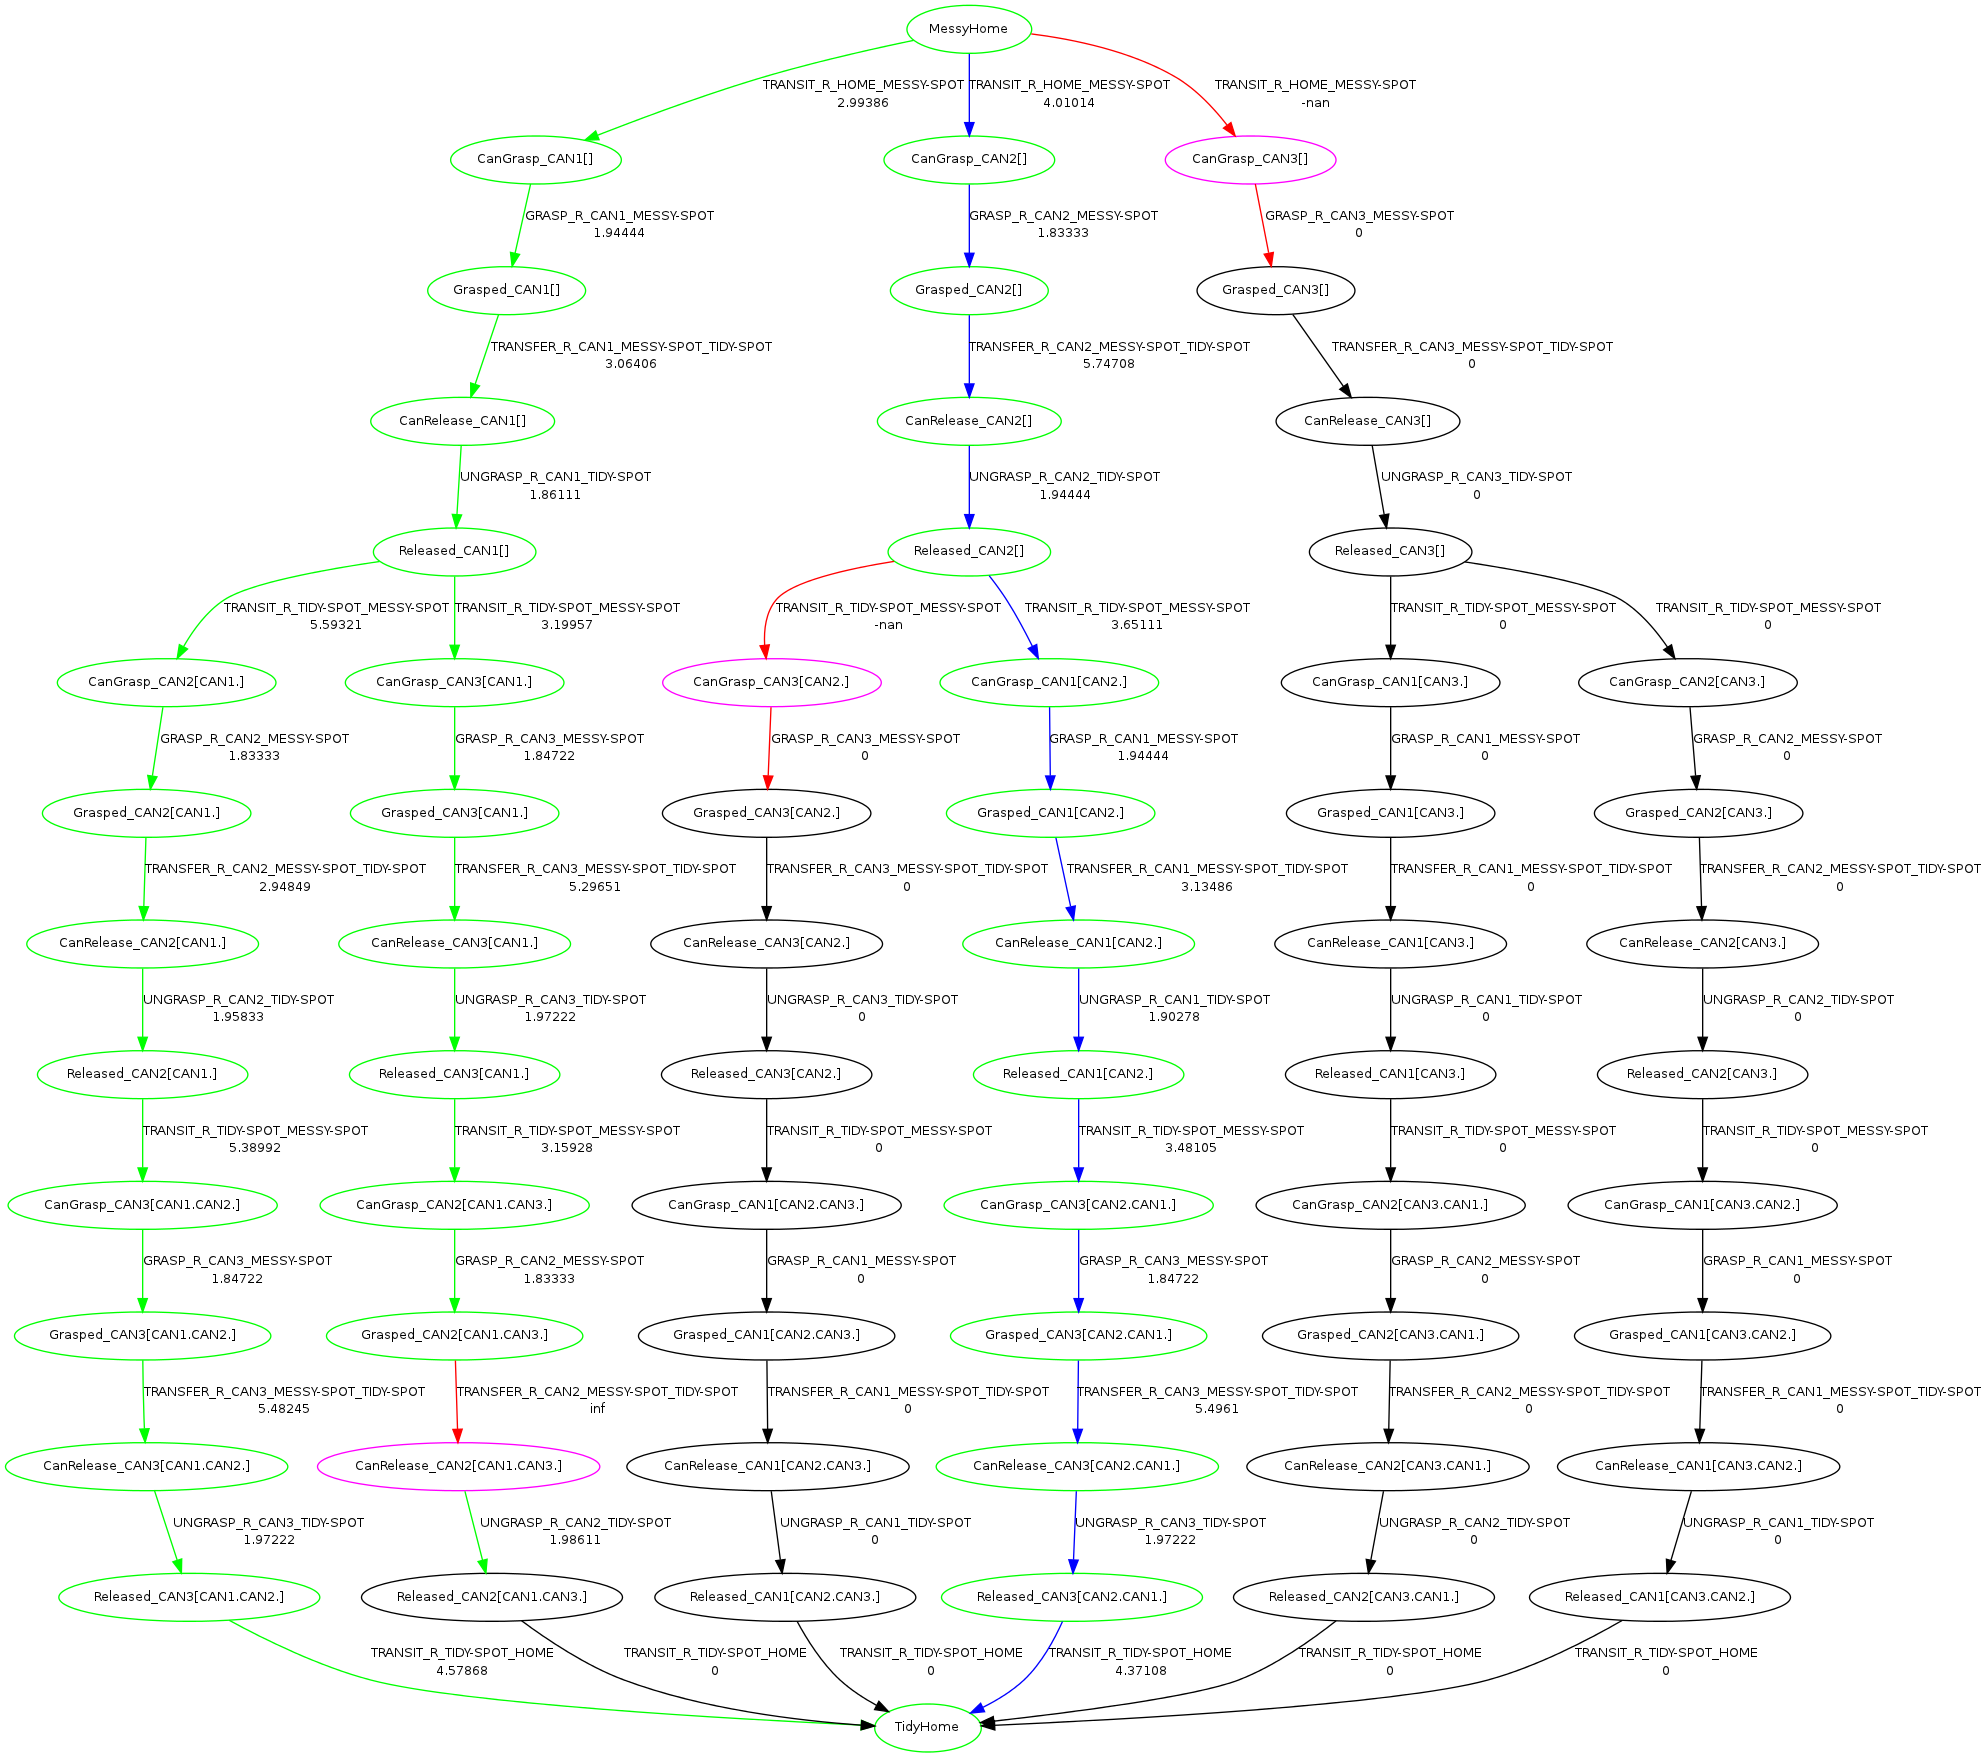 MessyHome
TRANSIT_R_HOME_MESSY-SPOT
2.99386
TRANSIT_R_HOME_MESSY-SPOT
4.01014
TRANSIT_R_HOME_MESSY-SPOT
-nan
CanGrasp_CAN1[]
CanGrasp_CAN2[]
CanGrasp_CAN3[]
GRASP_R_CAN1_MESSY-SPOT
1.94444
GRASP_R_CAN2_MESSY-SPOT
1.83333
GRASP_R_CAN3_MESSY-SPOT
0
Grasped_CAN1[]
Grasped_CAN2[]
Grasped_CAN3[]
TRANSFER_R_CAN1_MESSY-SPOT_TIDY-SPOT
3.06406
TRANSFER_R_CAN2_MESSY-SPOT_TIDY-SPOT
5.74708
TRANSFER_R_CAN3_MESSY-SPOT_TIDY-SPOT
0
CanRelease_CAN1[]
CanRelease_CAN2[]
CanRelease_CAN3[]
UNGRASP_R_CAN1_TIDY-SPOT
1.86111
UNGRASP_R_CAN2_TIDY-SPOT
1.94444
UNGRASP_R_CAN3_TIDY-SPOT
0
Released_CAN1[]
Released_CAN2[]
Released_CAN3[]
TRANSIT_R_TIDY-SPOT_MESSY-SPOT
5.59321
TRANSIT_R_TIDY-SPOT_MESSY-SPOT
3.19957
TRANSIT_R_TIDY-SPOT_MESSY-SPOT
-nan
TRANSIT_R_TIDY-SPOT_MESSY-SPOT
3.65111
TRANSIT_R_TIDY-SPOT_MESSY-SPOT
0
TRANSIT_R_TIDY-SPOT_MESSY-SPOT
0
CanGrasp_CAN2[CAN1.]
CanGrasp_CAN3[CAN1.]
CanGrasp_CAN3[CAN2.]
CanGrasp_CAN1[CAN2.]
CanGrasp_CAN1[CAN3.]
CanGrasp_CAN2[CAN3.]
GRASP_R_CAN2_MESSY-SPOT
1.83333
GRASP_R_CAN3_MESSY-SPOT
1.84722
GRASP_R_CAN3_MESSY-SPOT
0
GRASP_R_CAN1_MESSY-SPOT
1.94444
GRASP_R_CAN1_MESSY-SPOT
0
GRASP_R_CAN2_MESSY-SPOT
0
Grasped_CAN2[CAN1.]
Grasped_CAN3[CAN1.]
Grasped_CAN3[CAN2.]
Grasped_CAN1[CAN2.]
Grasped_CAN1[CAN3.]
Grasped_CAN2[CAN3.]
TRANSFER_R_CAN2_MESSY-SPOT_TIDY-SPOT
2.94849
TRANSFER_R_CAN3_MESSY-SPOT_TIDY-SPOT
5.29651
TRANSFER_R_CAN3_MESSY-SPOT_TIDY-SPOT
0
TRANSFER_R_CAN1_MESSY-SPOT_TIDY-SPOT
3.13486
TRANSFER_R_CAN1_MESSY-SPOT_TIDY-SPOT
0
TRANSFER_R_CAN2_MESSY-SPOT_TIDY-SPOT
0
CanRelease_CAN2[CAN1.]
CanRelease_CAN3[CAN1.]
CanRelease_CAN3[CAN2.]
CanRelease_CAN1[CAN2.]
CanRelease_CAN1[CAN3.]
CanRelease_CAN2[CAN3.]
UNGRASP_R_CAN2_TIDY-SPOT
1.95833
UNGRASP_R_CAN3_TIDY-SPOT
1.97222
UNGRASP_R_CAN3_TIDY-SPOT
0
UNGRASP_R_CAN1_TIDY-SPOT
1.90278
UNGRASP_R_CAN1_TIDY-SPOT
0
UNGRASP_R_CAN2_TIDY-SPOT
0
Released_CAN2[CAN1.]
Released_CAN3[CAN1.]
Released_CAN3[CAN2.]
Released_CAN1[CAN2.]
Released_CAN1[CAN3.]
Released_CAN2[CAN3.]
TRANSIT_R_TIDY-SPOT_MESSY-SPOT
5.38992
TRANSIT_R_TIDY-SPOT_MESSY-SPOT
3.15928
TRANSIT_R_TIDY-SPOT_MESSY-SPOT
0
TRANSIT_R_TIDY-SPOT_MESSY-SPOT
3.48105
TRANSIT_R_TIDY-SPOT_MESSY-SPOT
0
TRANSIT_R_TIDY-SPOT_MESSY-SPOT
0
CanGrasp_CAN3[CAN1.CAN2.]
CanGrasp_CAN2[CAN1.CAN3.]
CanGrasp_CAN1[CAN2.CAN3.]
CanGrasp_CAN3[CAN2.CAN1.]
CanGrasp_CAN2[CAN3.CAN1.]
CanGrasp_CAN1[CAN3.CAN2.]
GRASP_R_CAN3_MESSY-SPOT
1.84722
GRASP_R_CAN2_MESSY-SPOT
1.83333
GRASP_R_CAN1_MESSY-SPOT
0
GRASP_R_CAN3_MESSY-SPOT
1.84722
GRASP_R_CAN2_MESSY-SPOT
0
GRASP_R_CAN1_MESSY-SPOT
0
Grasped_CAN3[CAN1.CAN2.]
Grasped_CAN2[CAN1.CAN3.]
Grasped_CAN1[CAN2.CAN3.]
Grasped_CAN3[CAN2.CAN1.]
Grasped_CAN2[CAN3.CAN1.]
Grasped_CAN1[CAN3.CAN2.]
TRANSFER_R_CAN3_MESSY-SPOT_TIDY-SPOT
5.48245
TRANSFER_R_CAN2_MESSY-SPOT_TIDY-SPOT
inf
TRANSFER_R_CAN1_MESSY-SPOT_TIDY-SPOT
0
TRANSFER_R_CAN3_MESSY-SPOT_TIDY-SPOT
5.4961
TRANSFER_R_CAN2_MESSY-SPOT_TIDY-SPOT
0
TRANSFER_R_CAN1_MESSY-SPOT_TIDY-SPOT
0
CanRelease_CAN3[CAN1.CAN2.]
CanRelease_CAN2[CAN1.CAN3.]
CanRelease_CAN1[CAN2.CAN3.]
CanRelease_CAN3[CAN2.CAN1.]
CanRelease_CAN2[CAN3.CAN1.]
CanRelease_CAN1[CAN3.CAN2.]
UNGRASP_R_CAN3_TIDY-SPOT
1.97222
UNGRASP_R_CAN2_TIDY-SPOT
1.98611
UNGRASP_R_CAN1_TIDY-SPOT
0
UNGRASP_R_CAN3_TIDY-SPOT
1.97222
UNGRASP_R_CAN2_TIDY-SPOT
0
UNGRASP_R_CAN1_TIDY-SPOT
0
Released_CAN3[CAN1.CAN2.]
Released_CAN2[CAN1.CAN3.]
Released_CAN1[CAN2.CAN3.]
Released_CAN3[CAN2.CAN1.]
Released_CAN2[CAN3.CAN1.]
Released_CAN1[CAN3.CAN2.]
TRANSIT_R_TIDY-SPOT_HOME
4.57868
TRANSIT_R_TIDY-SPOT_HOME
0
TRANSIT_R_TIDY-SPOT_HOME
0
TRANSIT_R_TIDY-SPOT_HOME
4.37108
TRANSIT_R_TIDY-SPOT_HOME
0
TRANSIT_R_TIDY-SPOT_HOME
0
TidyHome